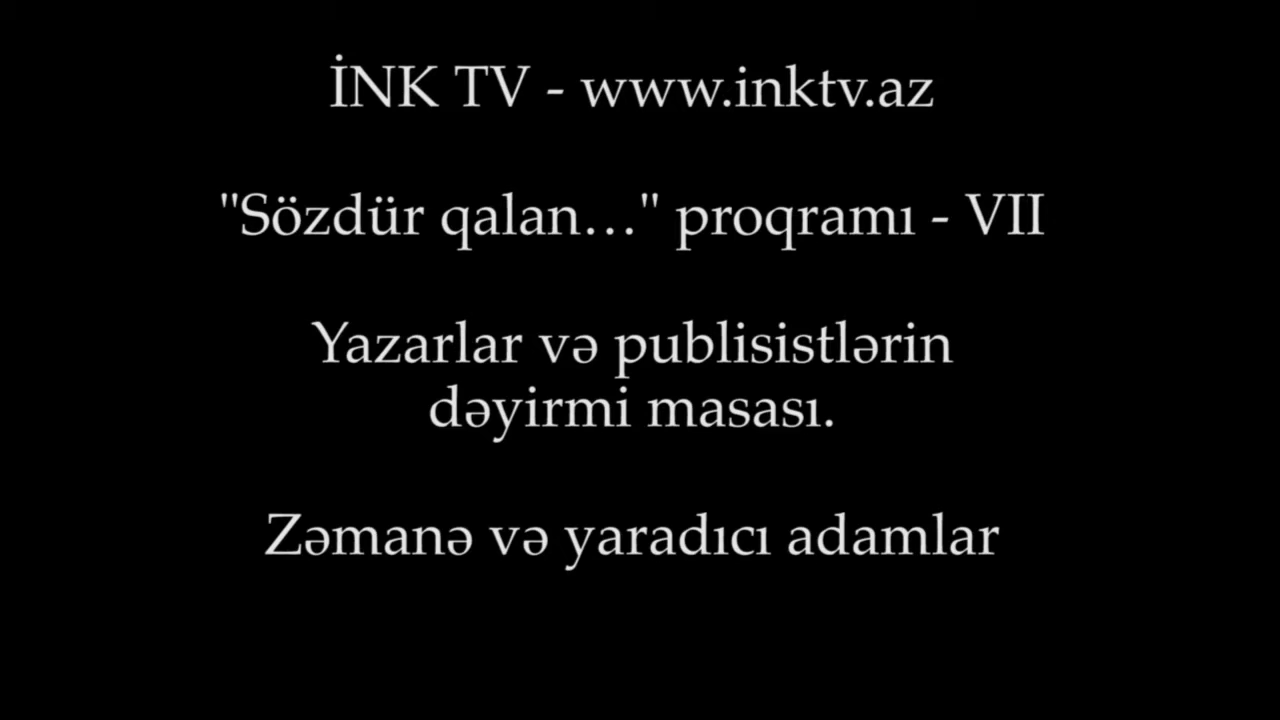 İNK TV - www.inktv.az
"Sözdür qalan…" proqramı - VII
Yazarlar və publisistlərin
dəyirmi masası.
Zəmanə və yaradıcı adamlar